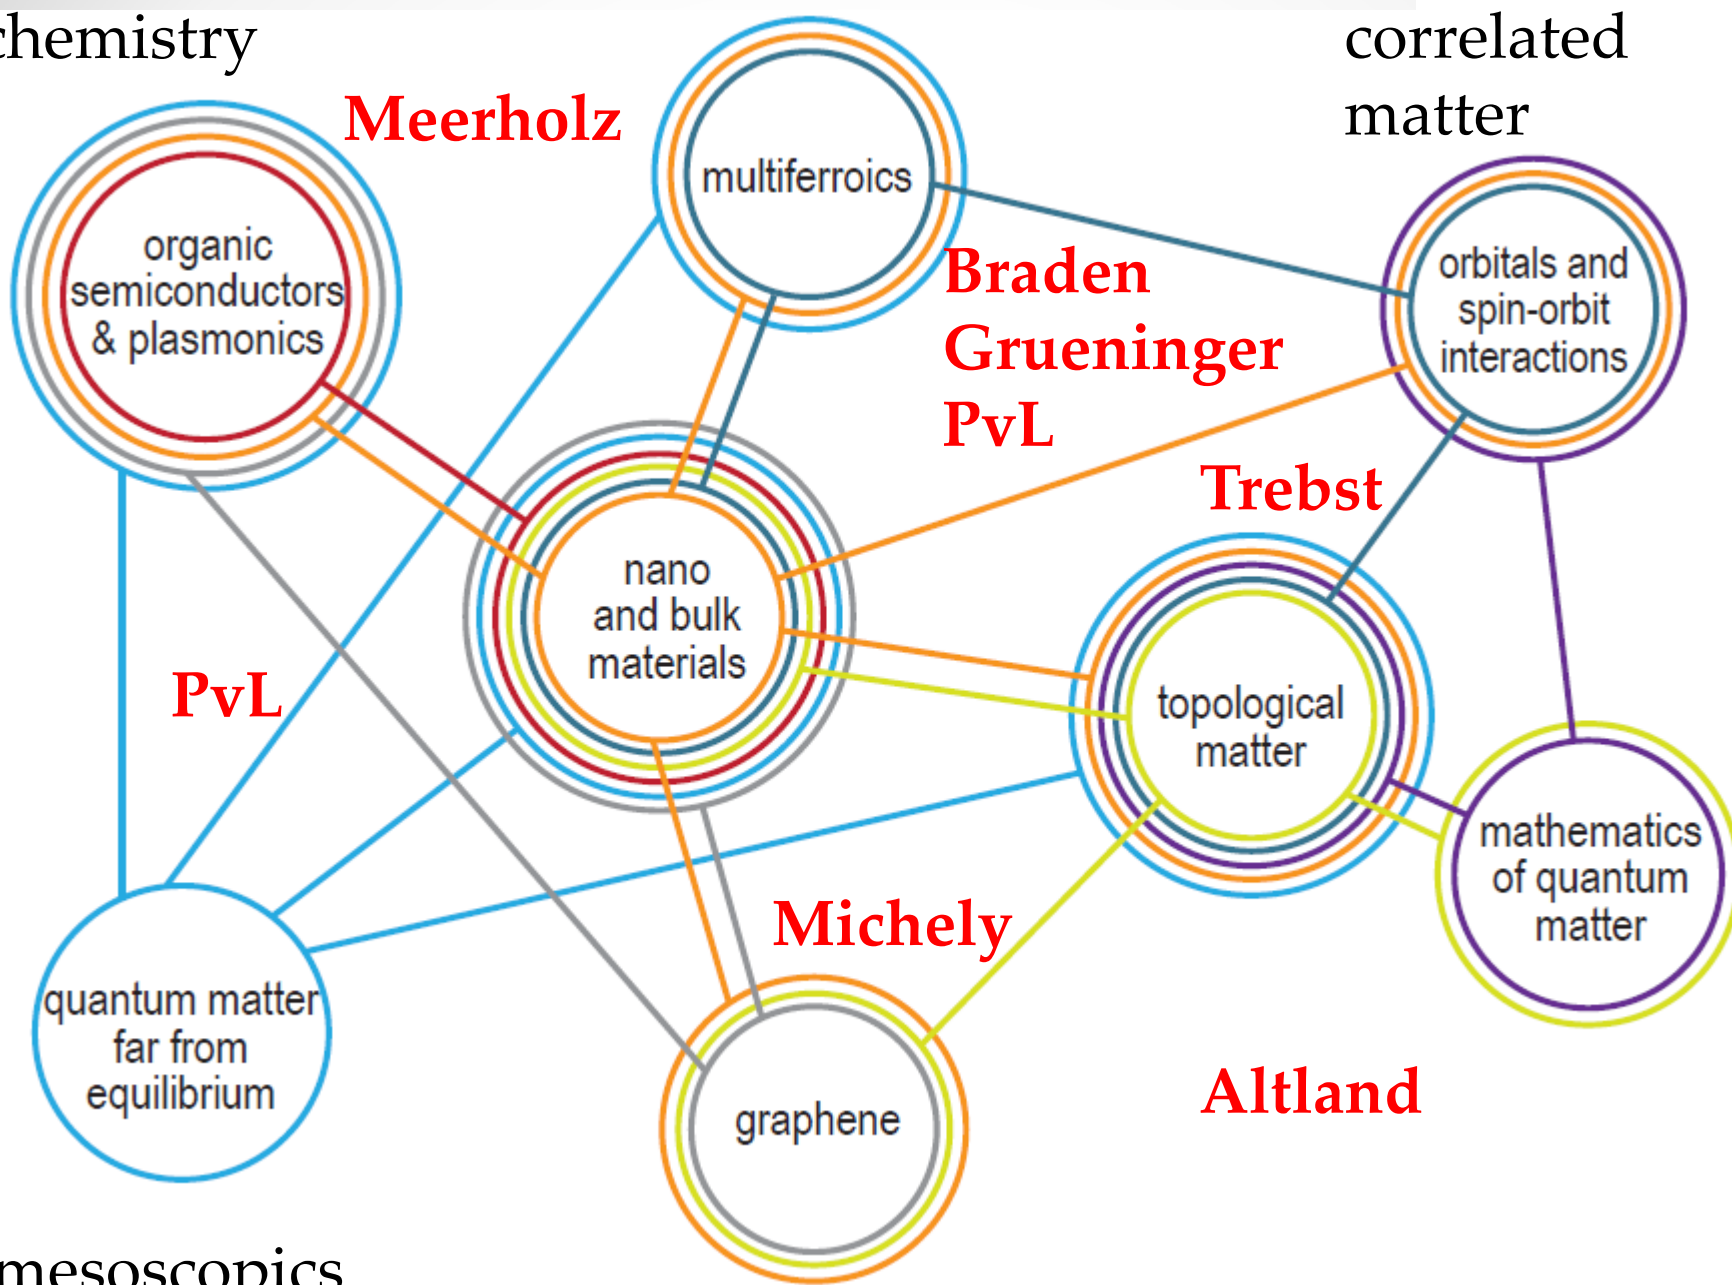 chemistry
correlated
matter
Meerholz
multiferroics
organic
semiconductors
& plasmonics
Braden
Grueninger
PvL
orbitals and
spin-orbit
interactions
Trebst
nano
and bulk
materials
PvL
topological
matter
mathematics
of quantum
matter
Michely
quantum matter
far from
equilibrium
graphene
Altland
mesoscopics